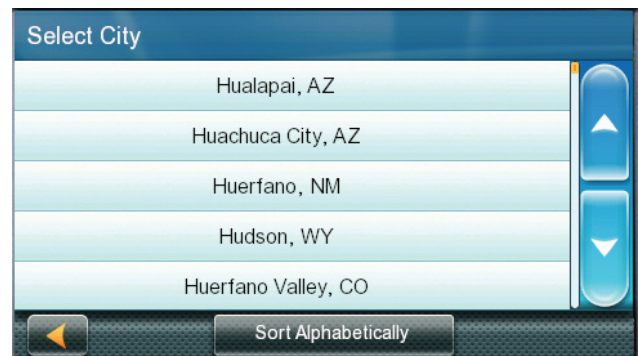 Select City
Hualapai, AZ
Huachuca City, AZ
Huerfano, NM
Hudson, WY
Huerfano Valley, CO
Sort Alphabetically